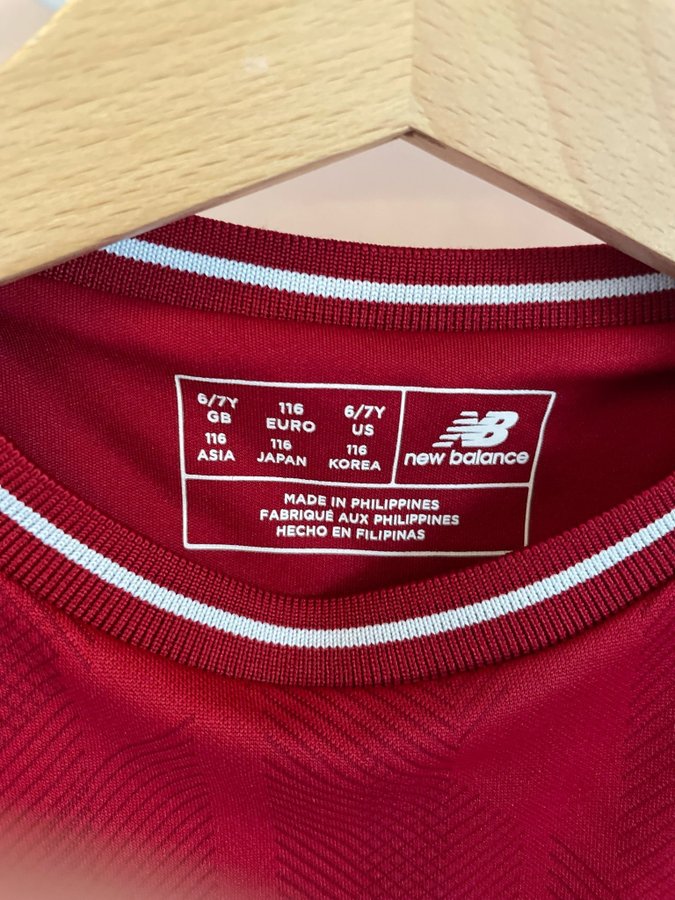 6/7Y 116 6/7Y
GB EURO US
116 116 116
ASIA JAPAN KOREA
NB
new balance
MADE IN PHILIPPINES
FABRIQUÉ AUX PHILIPPINES
HECHO EN FILIPINAS